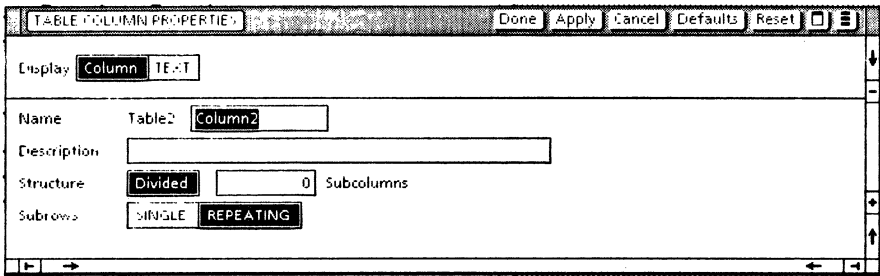 TABLE COLUMN PROPERTIES Done Apply Cancel Defaults Reset
Display Column TEXT
Name Table2 Column2
Description
Structure Divided 0 Subcolumns
Subrows SINGLE REPEATING